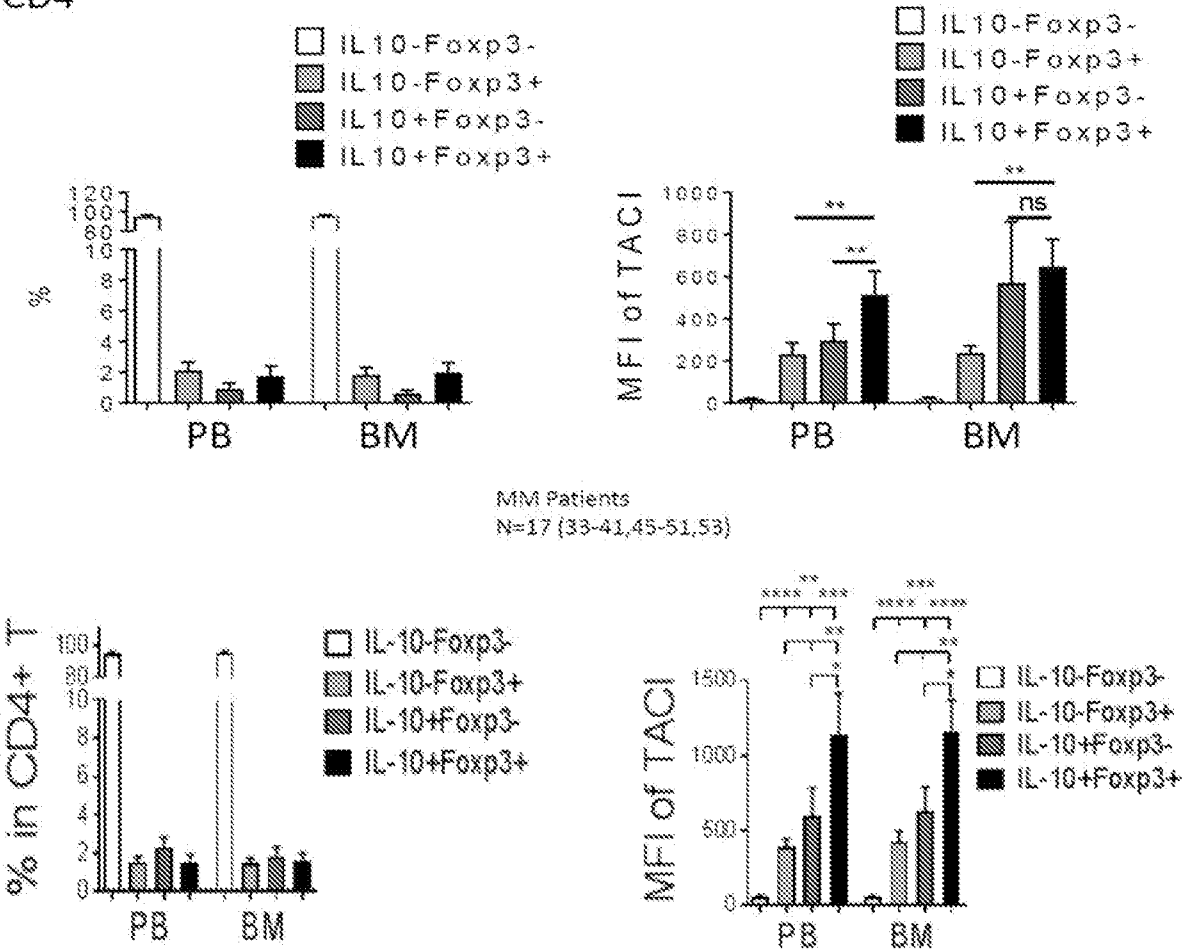 CD4
IL10-Foxp3-
IL10-Foxp3+
IL10+Foxp3-
IL10+Foxp3+
120
100
80
10
8
6
4
2
0
%
PB BM
IL10-Foxp3-
IL10-Foxp3+
IL10+Foxp3-
IL10+Foxp3+
MFI of TACI
1000
800
600
400
200
0
**
**
**
ns
PB BM
MM Patients
N=17 (33-41,45-51,53)
% in CD4+ T
100
80
10
8
6
4
2
0
PB BM
IL-10-Foxp3-
IL-10-Foxp3+
IL-10+Foxp3-
IL-10+Foxp3+
MFI of TACI
1500
1000
500
0
** ***
**** *** **** ****
** **
* *
PB BM
IL-10-Foxp3-
IL-10-Foxp3+
IL-10+Foxp3-
IL-10+Foxp3+